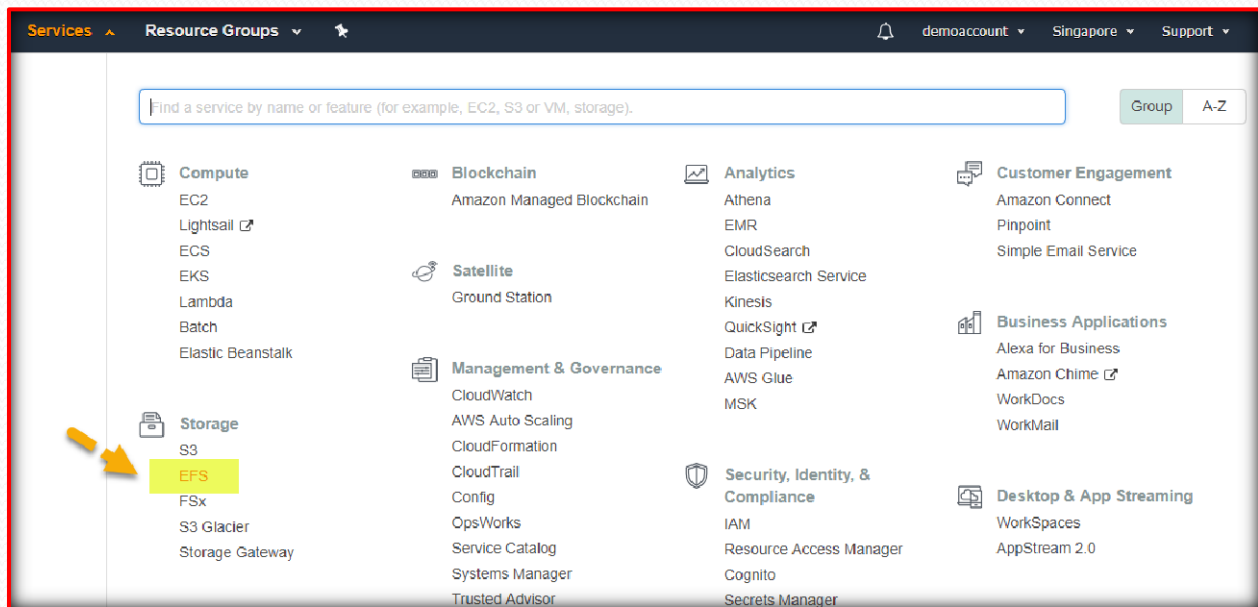 Services
Resource Groups
demoaccount
Singapore
Support
Find a service by name or feature (for example, EC2, S3 or VM, storage).
Group
A-Z
Compute
EC2
Lightsail
ECS
EKS
Lambda
Batch
Elastic Beanstalk
Storage
S3
EFS
FSx
S3 Glacier
Storage Gateway
Blockchain
Amazon Managed Blockchain
Satellite
Ground Station
Management & Governance
CloudWatch
AWS Auto Scaling
CloudFormation
CloudTrail
Config
OpsWorks
Service Catalog
Systems Manager
Trusted Advisor
Analytics
Athena
EMR
CloudSearch
Elasticsearch Service
Kinesis
QuickSight
Data Pipeline
AWS Glue
MSK
Security, Identity, &
Compliance
IAM
Resource Access Manager
Cognito
Secrets Manager
Customer Engagement
Amazon Connect
Pinpoint
Simple Email Service
Business Applications
Alexa for Business
Amazon Chime
WorkDocs
WorkMail
Desktop & App Streaming
WorkSpaces
AppStream 2.0